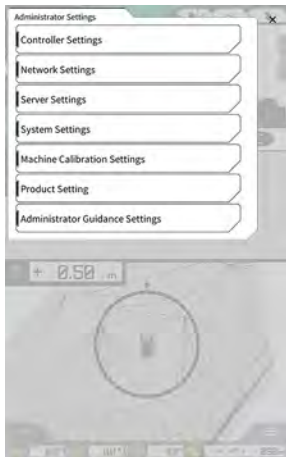 Administrator Settings
×
Controller Settings
Network Settings
Server Settings
System Settings
Machine Calibration Settings
Product Setting
Administrator Guidance Settings
+ 0.50 m